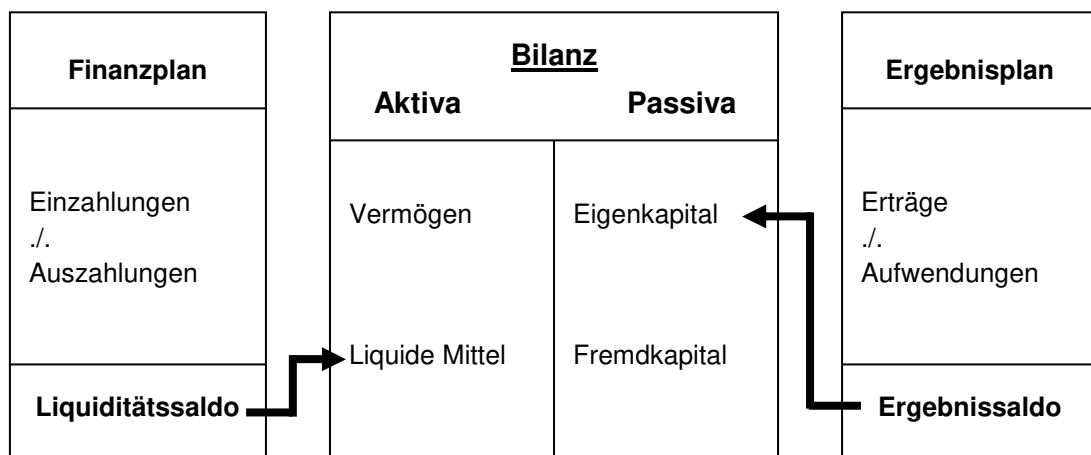 Finanzplan
Einzahlungen
./.
Auszahlungen
Liquiditätssaldo
Bilanz
Aktiva Passiva
Vermögen Eigenkapital
Liquide Mittel Fremdkapital
Ergebnisplan
Erträge
./.
Aufwendungen
Ergebnissaldo